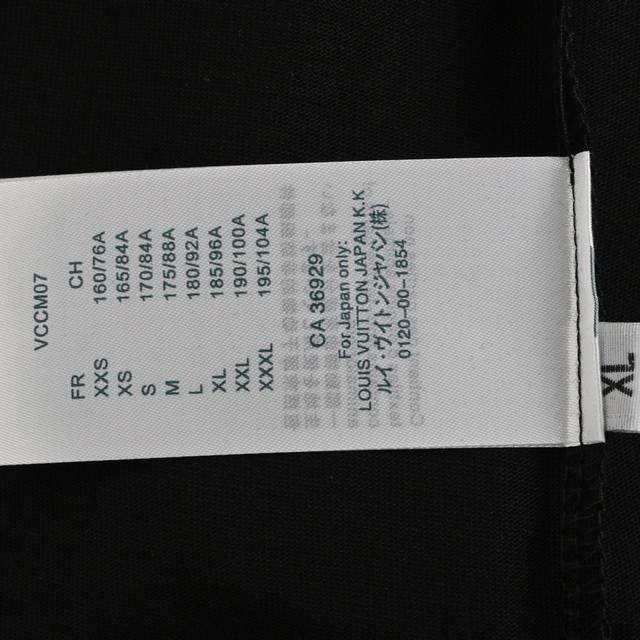 VCCM07
FR CH
XXS 160/76A
XS 165/84A
S 170/84A
M 175/88A
L 180/92A
XL 185/96A
XXL 190/100A
XXXL 195/104A
CA 36929
For Japan only:
LOUIS VUITTON JAPAN K.K.
ルイ・ヴィトンジャパン(株)
0120-00-1854
XL